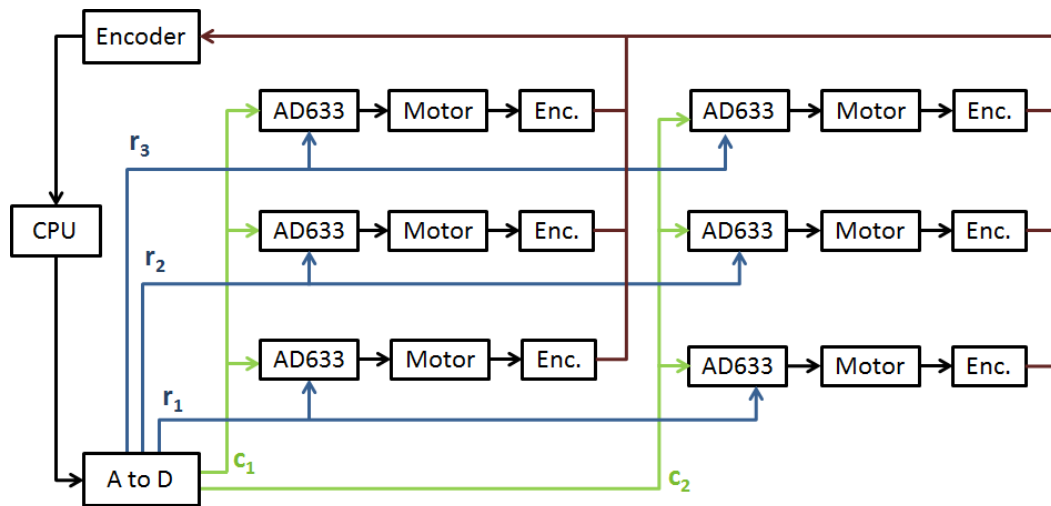 Encoder
AD633 Motor Enc. AD633 Motor Enc.
r3
CPU
AD633 Motor Enc. AD633 Motor Enc.
r2
AD633 Motor Enc. AD633 Motor Enc.
r1
A to D
c1
c2